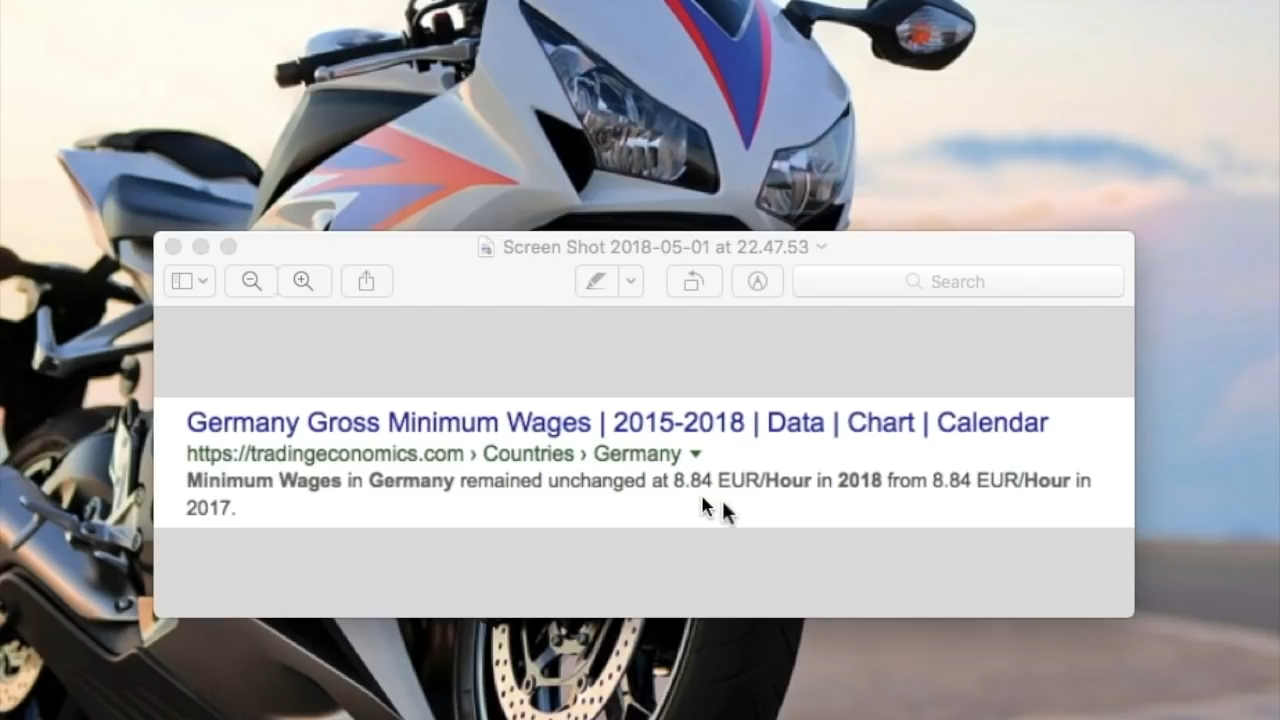 Screen Shot 2018-05-01 at 22.47.53
Search
Germany Gross Minimum Wages | 2015-2018 | Data | Chart | Calendar
https://tradingeconomics.com › Countries › Germany
Minimum Wages in Germany remained unchanged at 8.84 EUR/Hour in 2018 from 8.84 EUR/Hour in
2017.